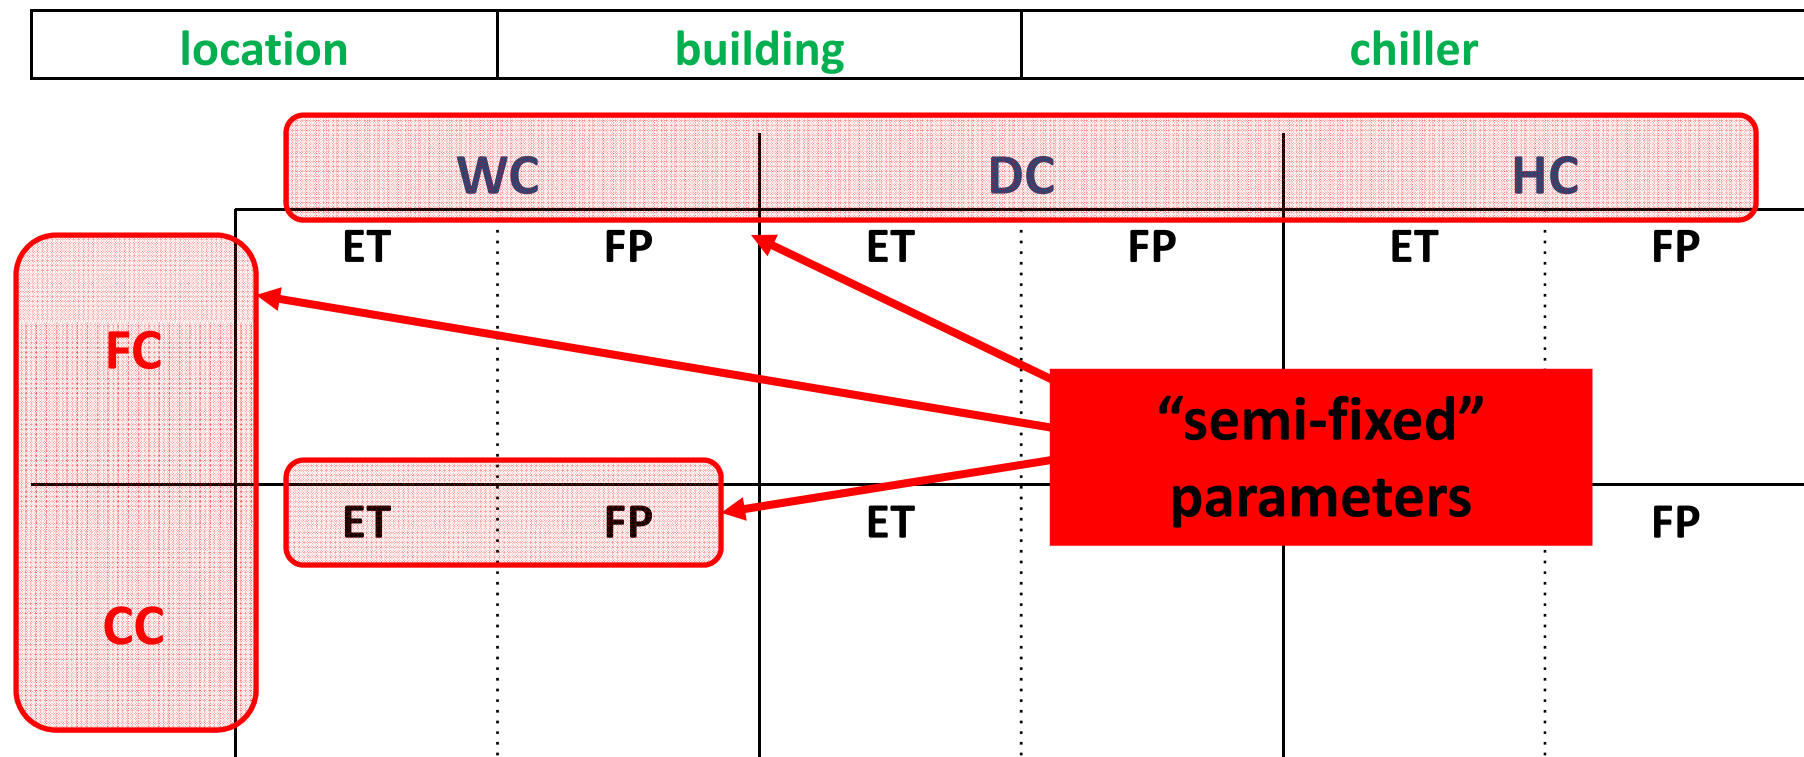 location building chiller
WC DC HC
ET FP ET FP ET FP
FC
“semi-fixed”
parameters
ET FP ET FP
CC